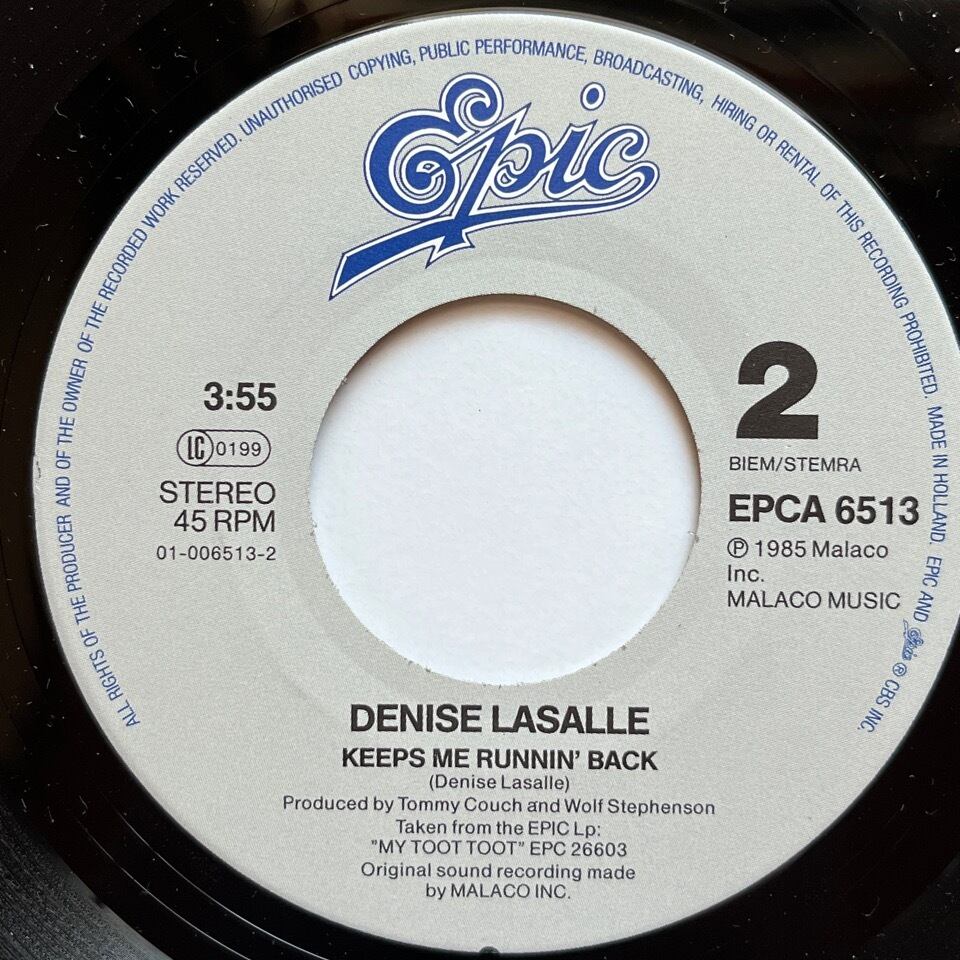 ALL RIGHTS OF THE PRODUCER AND OF THE OWNER OF THE RECORDED WORK RESERVED. UNAUTHORISED COPYING, PUBLIC PERFORMANCE, BROADCASTING, HIRING OR RENTAL OF THIS RECORDING PROHIBITED. MADE IN HOLLAND. EPIC AND Epic ® CBS INC.
Epic
3:55
LC 0199
STEREO
45 RPM
01-006513-2
2
BIEM/STEMRA
EPCA 6513
℗ 1985 Malaco
Inc.
MALACO MUSIC
DENISE LASALLE
KEEPS ME RUNNIN' BACK
(Denise Lasalle)
Produced by Tommy Couch and Wolf Stephenson
Taken from the EPIC Lp:
"MY TOOT TOOT" EPC 26603
Original sound recording made
by MALACO INC.